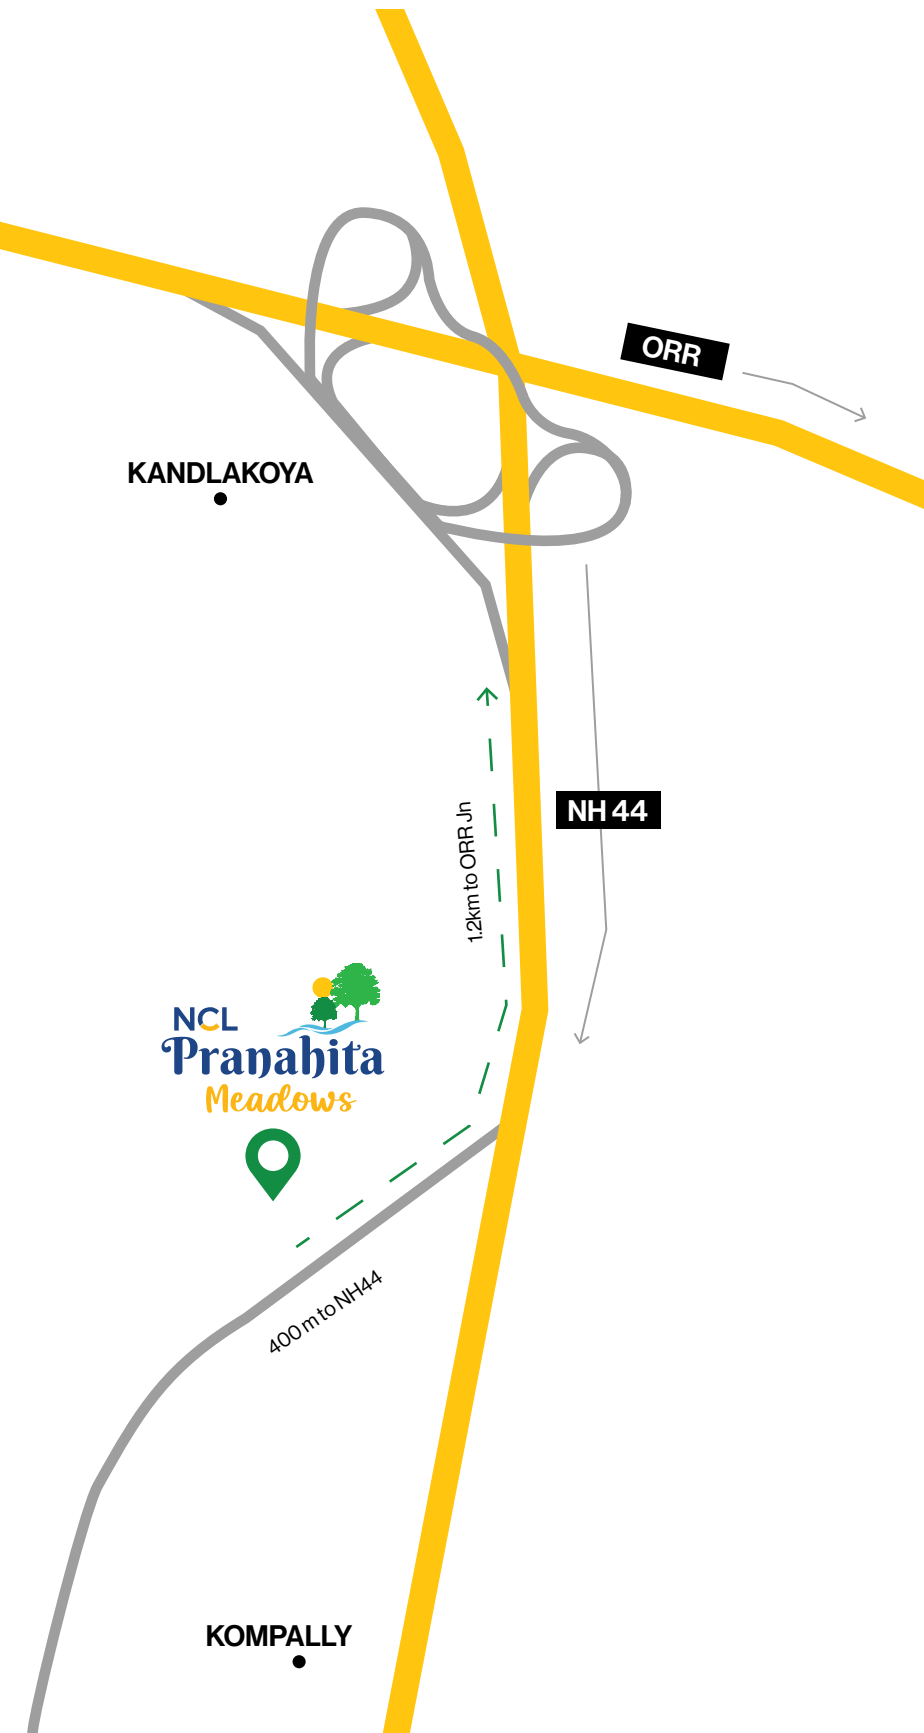 ORR
KANDLAKOYA
NH 44
1.2km to ORR Jn
NCL
Pranahita
Meadows
400 m to NH44
KOMPALLY